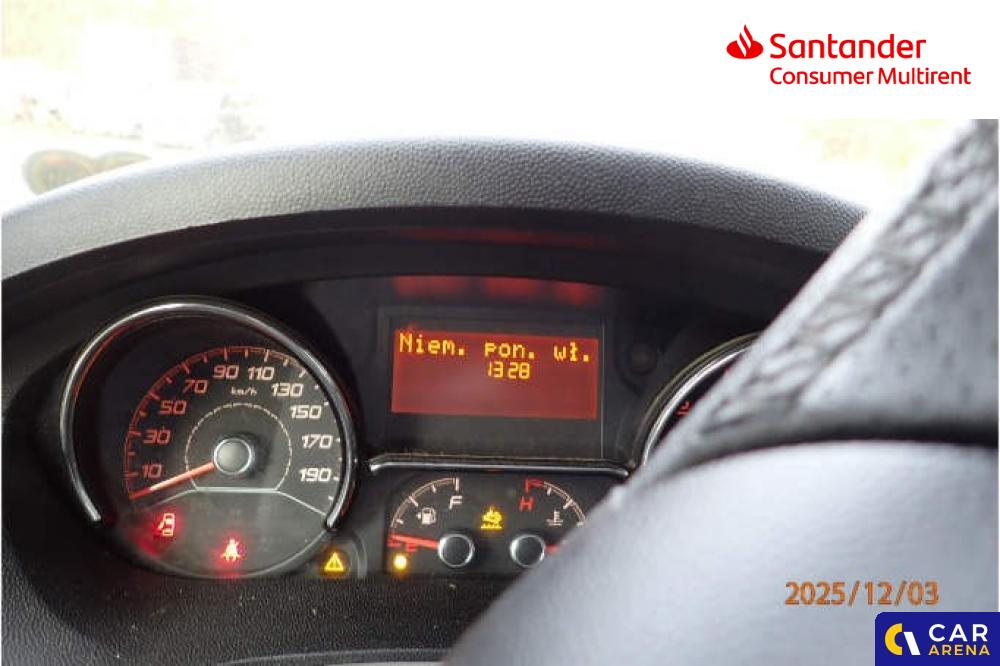 Santander
Consumer Multirent
Niem. pon. wł.
1328
10
30
50
70
90
110
130
150
170
190
km/h
F
E
H
2025/12/03
CAR
ARENA